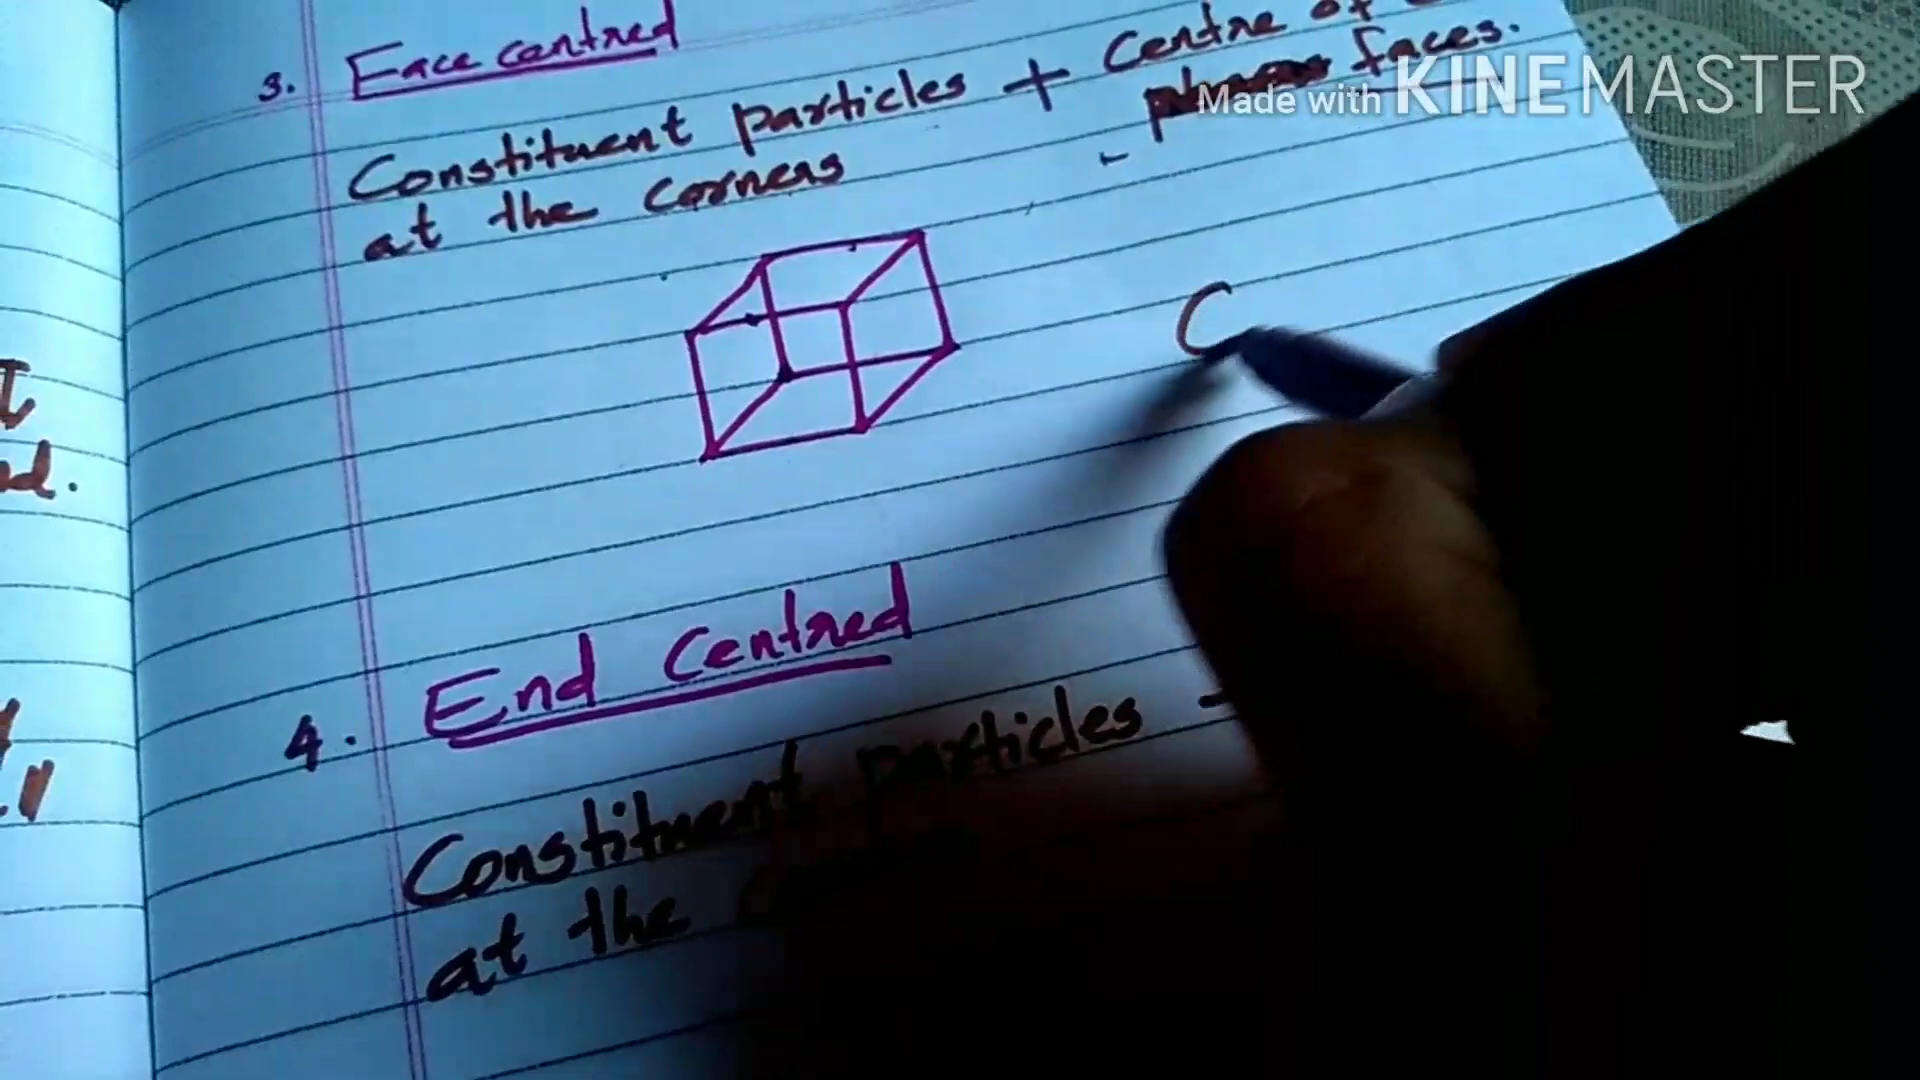 3. Face centred
Constituent particles + Centre of
at the corners
faces.
Made with KINEMASTER
C
4. End Centred
Constituent particles -
at the